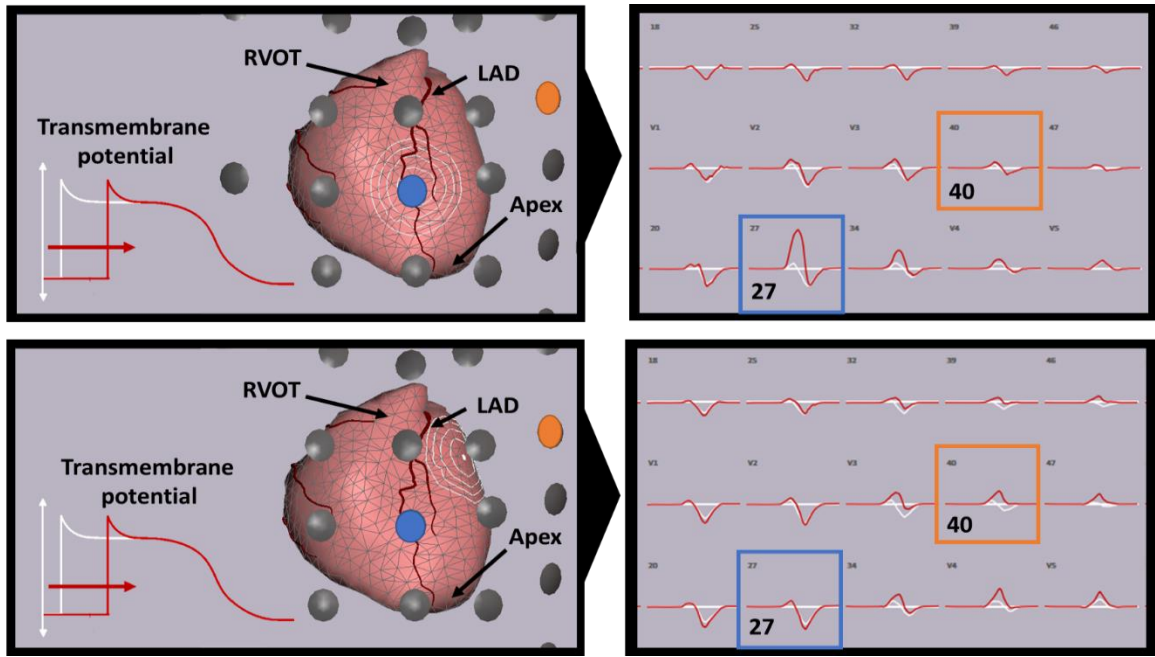 RVOT
LAD
Transmembrane
potential
Apex
18 25 32 39 46
V1 V2 V3 40 47
40
20 27 34 V4 V5
27
RVOT
LAD
Transmembrane
potential
Apex
18 25 32 39 46
V1 V2 V3 40 47
40
20 27 34 V4 V5
27